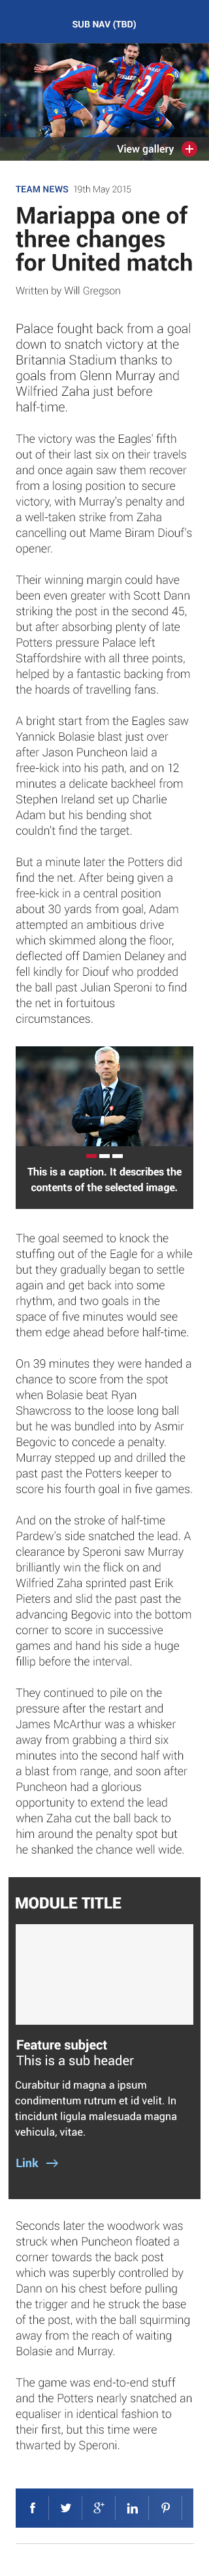 SUB NAV (TBD)
2
View gallery
TEAM NEWS 19th May 2015
Mariappa one of
three changes
for United match
Written by Will Gregson
Palace fought back from a goal
down to snatch victory at the
Britannia Stadium thanks to
goals from Glenn Murray and
Wilfried Zaha just before
half-time.
The victory was the Eagles' fifth
out of their last six on their travels
and once again saw them recover
from a losing position to secure
victory, with Murray's penalty and
a well-taken strike from Zaha
cancelling out Mame Biram Diouf's
opener.
Their winning margin could have
been even greater with Scott Dann
striking the post in the second 45,
but after absorbing plenty of late
Potters pressure Palace left
Staffordshire with all three points,
helped by a fantastic backing from
the hoards of travelling fans.
A bright start from the Eagles saw
Yannick Bolasie blast just over
after Jason Puncheon laid a
free-kick into his path, and on 12
minutes a delicate backheel from
Stephen Ireland set up Charlie
Adam but his bending shot
couldn't find the target.
But a minute later the Potters did
find the net. After being given a
free-kick in a central position
about 30 yards from goal, Adam
attempted an ambitious drive
which skimmed along the floor,
deflected off Damien Delaney and
fell kindly for Diouf who prodded
the ball past Julian Speroni to find
the net in fortuitous
circumstances.
This is a caption. It describes the
contents of the selected image.
The goal seemed to knock the
stuffing out of the Eagle for a while
but they gradually began to settle
again and get back into some
rhythm, and two goals in the
space of five minutes would see
them edge ahead before half-time.
On 39 minutes they were handed a
chance to score from the spot
when Bolasie beat Ryan
Shawcross to the loose long ball
but he was bundled into by Asmir
Begovic to concede a penalty.
Murray stepped up and drilled the
past past the Potters keeper to
score his fourth goal in five games.
And on the stroke of half-time
Pardew's side snatched the lead. A
clearance by Speroni saw Murray
brilliantly win the flick on and
Wilfried Zaha sprinted past Erik
Pieters and slid the past past the
advancing Begovic into the bottom
corner to score in successive
games and hand his side a huge
fillip before the interval.
They continued to pile on the
pressure after the restart and
James McArthur was a whisker
away from grabbing a third six
minutes into the second half with
a blast from range, and soon after
Puncheon had a glorious
opportunity to extend the lead
when Zaha cut the ball back to
him around the penalty spot but
he shanked the chance well wide.
MODULE TITLE
Feature subject
This is a sub header
Curabitur id magna a ipsum
condimentum rutrum et id velit. In
tincidunt ligula malesuada magna
vehicula, vitae.
Link
Seconds later the woodwork was
struck when Puncheon floated a
corner towards the back post
which was superbly controlled by
Dann on his chest before pulling
the trigger and he struck the base
of the post, with the ball squirming
away from the reach of waiting
Bolasie and Murray.
The game was end-to-end stuff
and the Potters nearly snatched an
equaliser in identical fashion to
their first, but this time were
thwarted by Speroni.